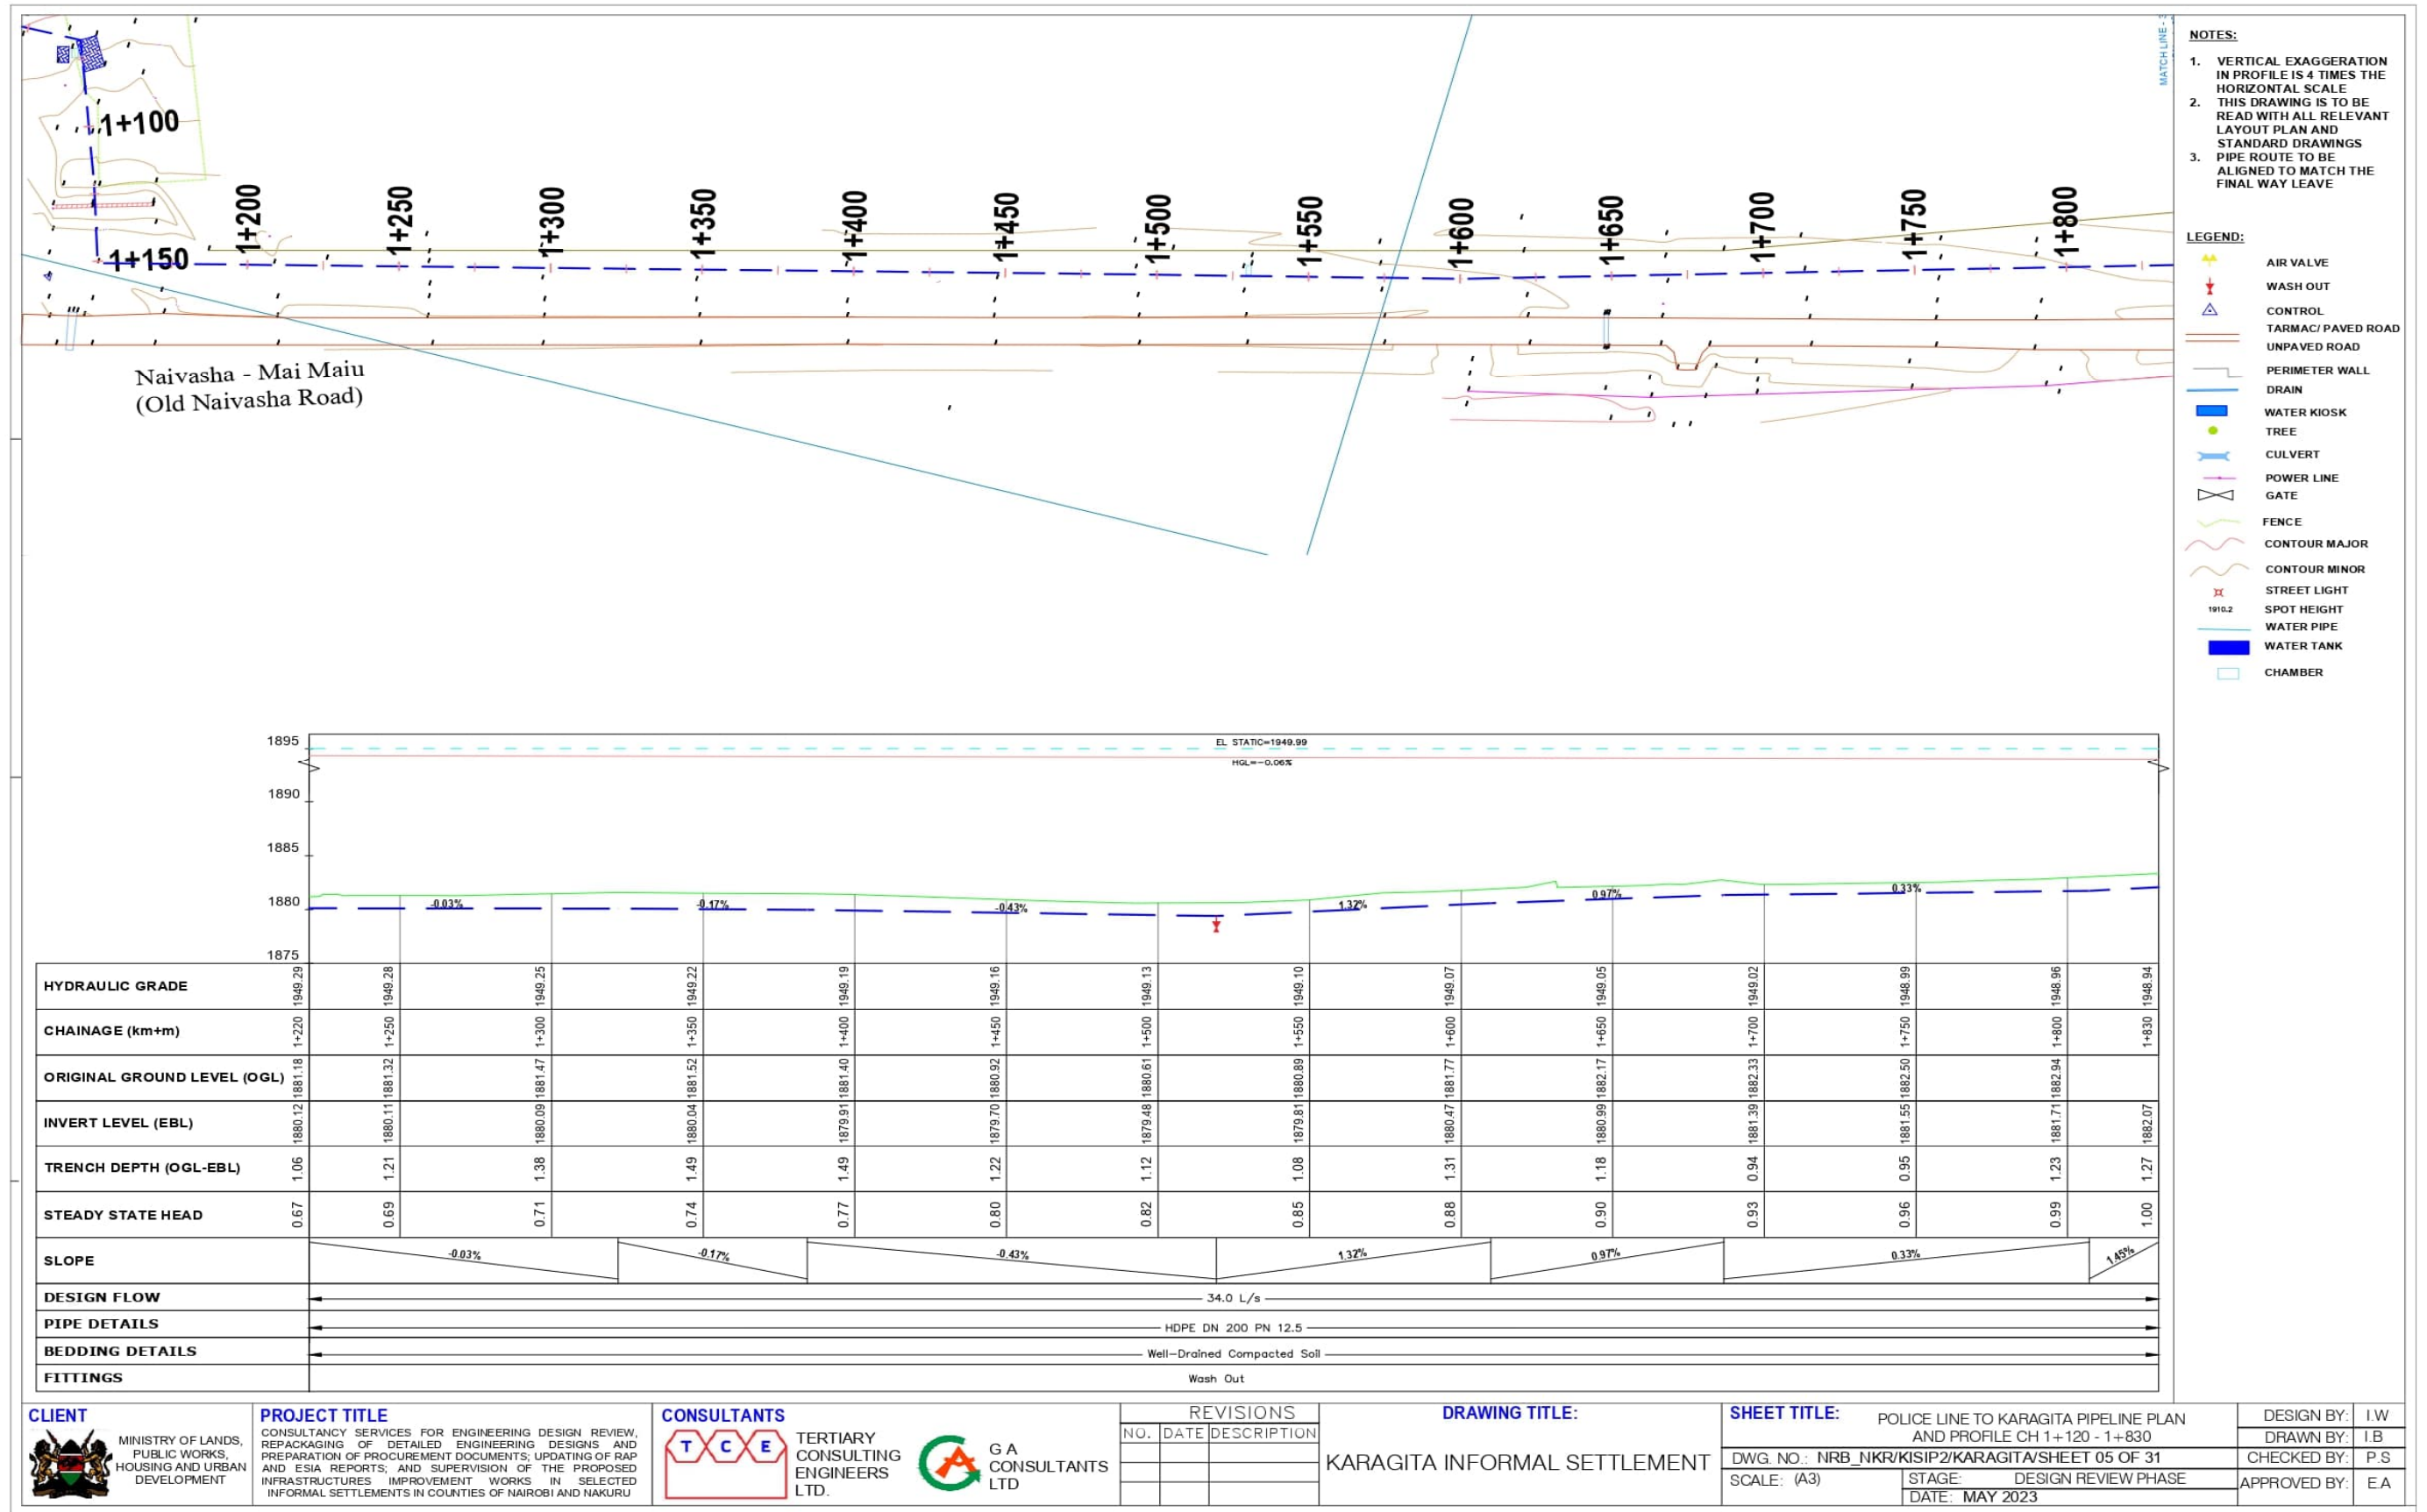 MATCH LINE-
1+100
1+150
1+200
1+250
1+300
1+350
1+400
1+450
1+500
1+550
1+600
1+650
1+700
1+750
1+800
Naivasha - Mai Maiu
(Old Naivasha Road)
NOTES:
1. VERTICAL EXAGGERATION
IN PROFILE IS 4 TIMES THE
HORIZONTAL SCALE
2. THIS DRAWING IS TO BE
READ WITH ALL RELEVANT
LAYOUT PLAN AND
STANDARD DRAWINGS
3. PIPE ROUTE TO BE
ALIGNED TO MATCH THE
FINAL WAY LEAVE
LEGEND:
AIR VALVE
WASH OUT
CONTROL
TARMAC/ PAVED ROAD
UNPAVED ROAD
PERIMETER WALL
DRAIN
WATER KIOSK
TREE
CULVERT
POWER LINE
GATE
FENCE
CONTOUR MAJOR
CONTOUR MINOR
STREET LIGHT
1910.2 SPOT HEIGHT
WATER PIPE
WATER TANK
CHAMBER
1895
EL STATIC=1949.99
HGL=-0.06%
1890
1885
1880
-0.03% -0.17% -0.43% 1.32% 0.97% 0.33%
1875
HYDRAULIC GRADE 1949.29 1949.28 1949.25 1949.22 1949.19 1949.16 1949.13 1949.10 1949.07 1949.05 1949.02 1948.99 1948.96 1948.94
CHAINAGE (km+m) 1+220 1+250 1+300 1+350 1+400 1+450 1+500 1+550 1+600 1+650 1+700 1+750 1+800 1+830
ORIGINAL GROUND LEVEL (OGL) 1881.18 1881.32 1881.47 1881.52 1881.40 1880.92 1880.61 1880.89 1881.77 1882.17 1882.33 1882.50 1882.94
INVERT LEVEL (EBL) 1880.12 1880.11 1880.09 1880.04 1879.91 1879.70 1879.48 1879.81 1880.47 1880.99 1881.39 1881.55 1881.71 1882.07
TRENCH DEPTH (OGL-EBL) 1.06 1.21 1.38 1.49 1.49 1.22 1.12 1.08 1.31 1.18 0.94 0.95 1.23 1.27
STEADY STATE HEAD 0.67 0.69 0.71 0.74 0.77 0.80 0.82 0.85 0.88 0.90 0.93 0.96 0.99 1.00
SLOPE -0.03% -0.17% -0.43% 1.32% 0.97% 0.33% 1.45%
DESIGN FLOW 34.0 L/s
PIPE DETAILS HDPE DN 200 PN 12.5
BEDDING DETAILS Well-Drained Compacted Soil
FITTINGS Wash Out
CLIENT
MINISTRY OF LANDS,
PUBLIC WORKS,
HOUSING AND URBAN
DEVELOPMENT
PROJECT TITLE
CONSULTANCY SERVICES FOR ENGINEERING DESIGN REVIEW,
REPACKAGING OF DETAILED ENGINEERING DESIGNS AND
PREPARATION OF PROCUREMENT DOCUMENTS; UPDATING OF RAP
AND ESIA REPORTS; AND SUPERVISION OF THE PROPOSED
INFRASTRUCTURES IMPROVEMENT WORKS IN SELECTED
INFORMAL SETTLEMENTS IN COUNTIES OF NAIROBI AND NAKURU
CONSULTANTS
T C E
TERTIARY
CONSULTING
ENGINEERS
LTD.
G A
CONSULTANTS
LTD
REVISIONS
NO. DATE DESCRIPTION
DRAWING TITLE:
KARAGITA INFORMAL SETTLEMENT
SHEET TITLE: POLICE LINE TO KARAGITA PIPELINE PLAN
AND PROFILE CH 1+120 - 1+830
DWG. NO.: NRB_NKR/KISIP2/KARAGITA/SHEET 05 OF 31
SCALE: (A3)
STAGE: DESIGN REVIEW PHASE
DATE: MAY 2023
DESIGN BY: I.W
DRAWN BY: I.B
CHECKED BY: P.S
APPROVED BY: E.A